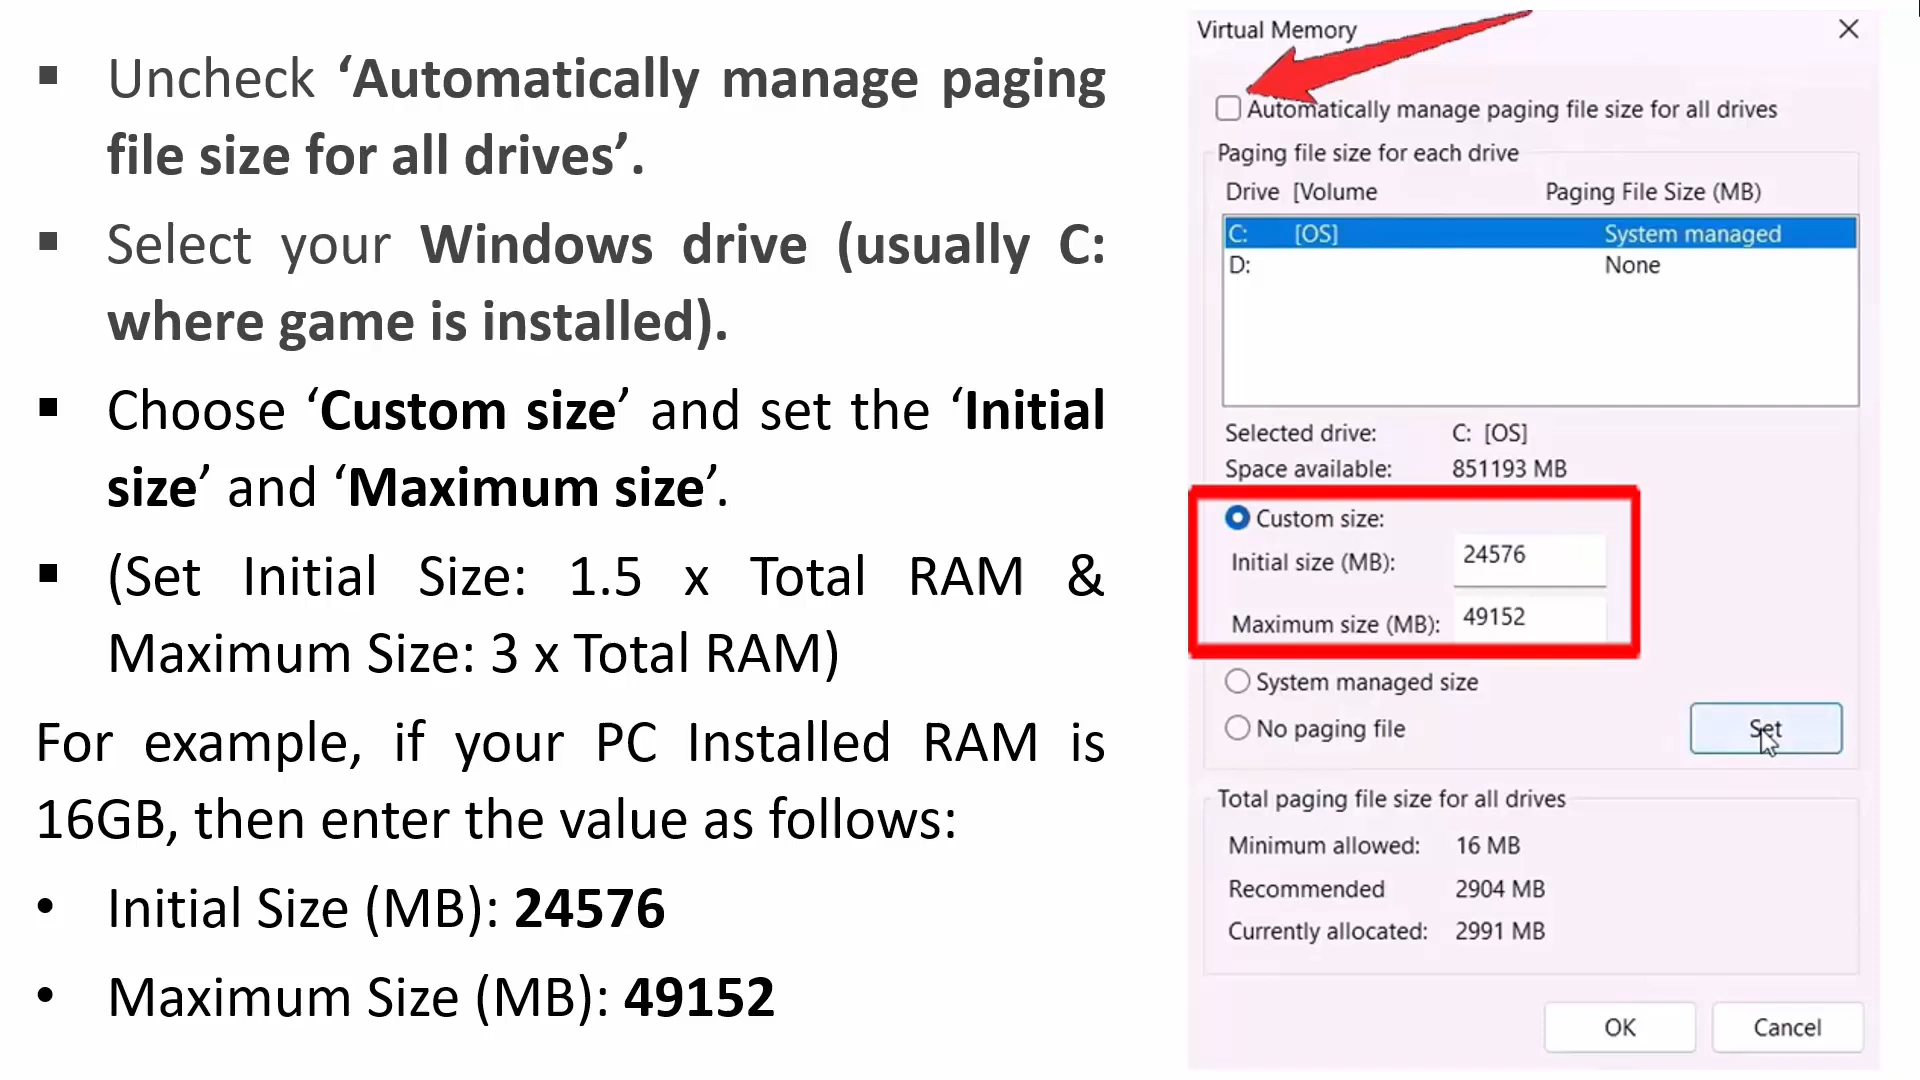 ▪ Uncheck ‘Automatically manage paging
file size for all drives’.
▪ Select your Windows drive (usually C:
where game is installed).
▪ Choose ‘Custom size’ and set the ‘Initial
size’ and ‘Maximum size’.
▪ (Set Initial Size: 1.5 x Total RAM &
Maximum Size: 3 x Total RAM)
For example, if your PC Installed RAM is
16GB, then enter the value as follows:
• Initial Size (MB): 24576
• Maximum Size (MB): 49152
Virtual Memory
Automatically manage paging file size for all drives
Paging file size for each drive
Drive [Volume Paging File Size (MB)
C: [OS] System managed
D: None
Selected drive: C: [OS]
Space available: 851193 MB
Custom size:
Initial size (MB): 24576
Maximum size (MB): 49152
System managed size
No paging file
Set
Total paging file size for all drives
Minimum allowed: 16 MB
Recommended 2904 MB
Currently allocated: 2991 MB
OK Cancel